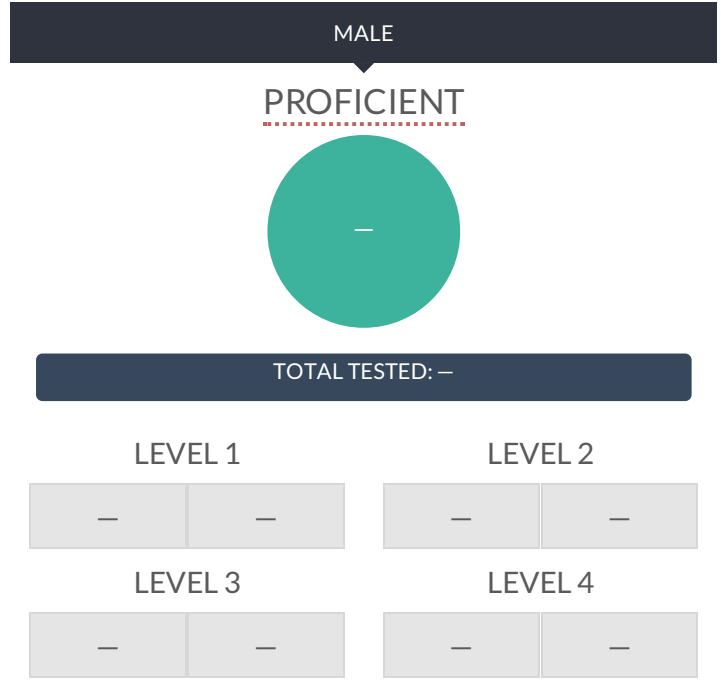 MALE
PROFICIENT
—
TOTAL TESTED: —
LEVEL 1 LEVEL 2
— — — —
LEVEL 3 LEVEL 4
— — — —